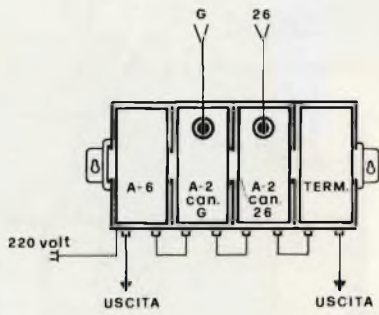 G 26
A-6
A-2
can.
G
A-2
can.
26
TERM.
220 volt
USCITA USCITA